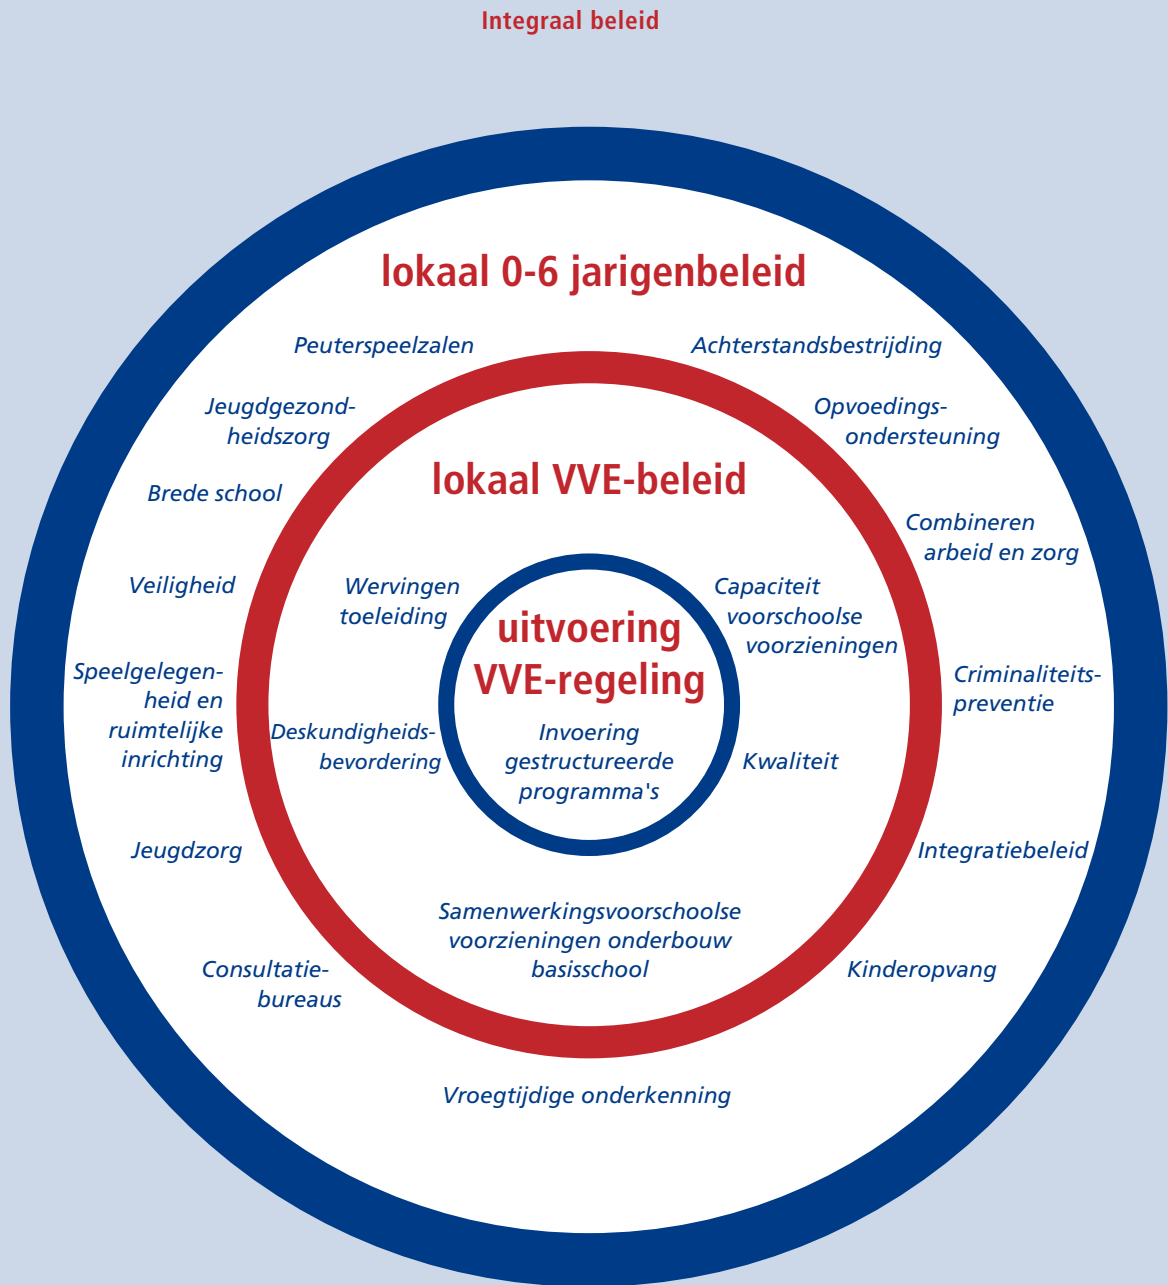 Integraal beleid
lokaal 0-6 jarigenbeleid
Peuterspeelzalen
Achterstandsbestrijding
Jeugdgezond-
heidszorg
Opvoedings-
ondersteuning
Brede school
Combineren
arbeid en zorg
Veiligheid
Speelgelegen-
heid en
ruimtelijke
inrichting
Criminaliteits-
preventie
Jeugdzorg
Integratiebeleid
Consultatie-
bureaus
Kinderopvang
Vroegtijdige onderkenning
lokaal VVE-beleid
Wervingen
toeleiding
Capaciteit
voorschoolse
voorzieningen
Deskundigheids-
bevordering
Kwaliteit
Samenwerkingsvoorschoolse
voorzieningen onderbouw
basisschool
uitvoering
VVE-regeling
Invoering
gestructureerde
programma's